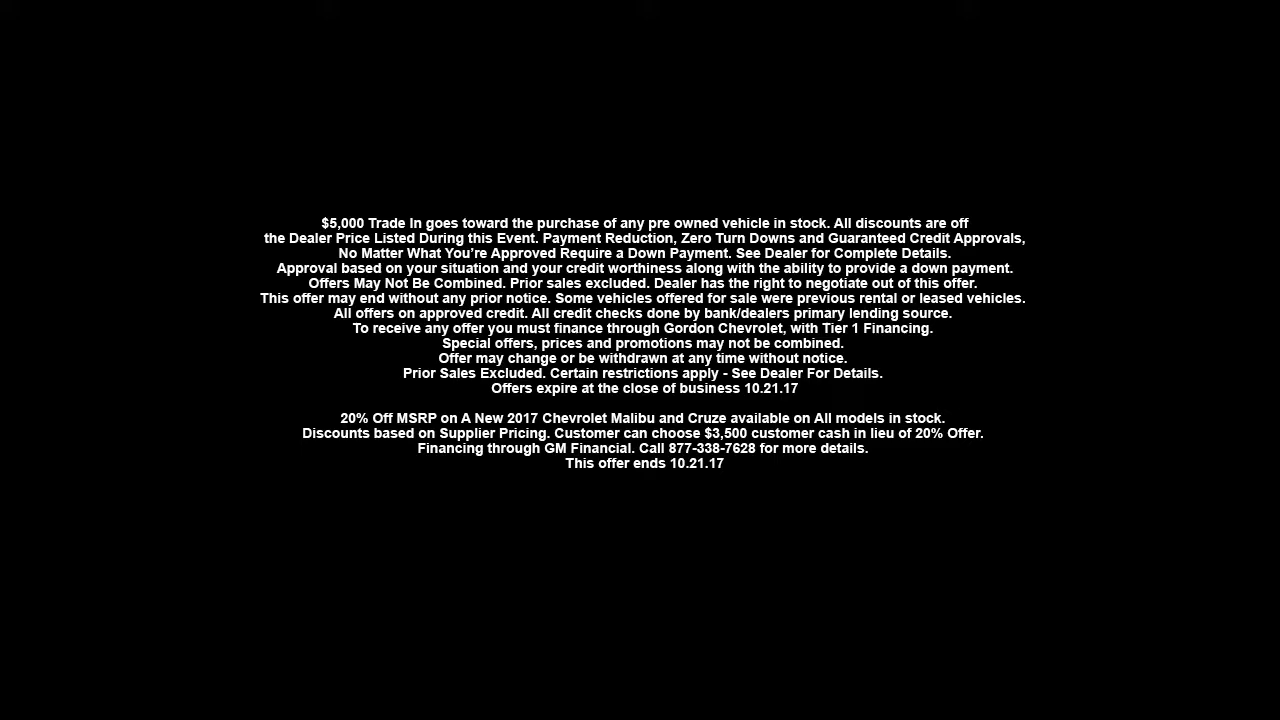 $5,000 Trade In goes toward the purchase of any pre owned vehicle in stock. All discounts are off
the Dealer Price Listed During this Event. Payment Reduction, Zero Turn Downs and Guaranteed Credit Approvals,
No Matter What You’re Approved Require a Down Payment. See Dealer for Complete Details.
Approval based on your situation and your credit worthiness along with the ability to provide a down payment.
Offers May Not Be Combined. Prior sales excluded. Dealer has the right to negotiate out of this offer.
This offer may end without any prior notice. Some vehicles offered for sale were previous rental or leased vehicles.
All offers on approved credit. All credit checks done by bank/dealers primary lending source.
To receive any offer you must finance through Gordon Chevrolet, with Tier 1 Financing.
Special offers, prices and promotions may not be combined.
Offer may change or be withdrawn at any time without notice.
Prior Sales Excluded. Certain restrictions apply - See Dealer For Details.
Offers expire at the close of business 10.21.17
20% Off MSRP on A New 2017 Chevrolet Malibu and Cruze available on All models in stock.
Discounts based on Supplier Pricing. Customer can choose $3,500 customer cash in lieu of 20% Offer.
Financing through GM Financial. Call 877-338-7628 for more details.
This offer ends 10.21.17